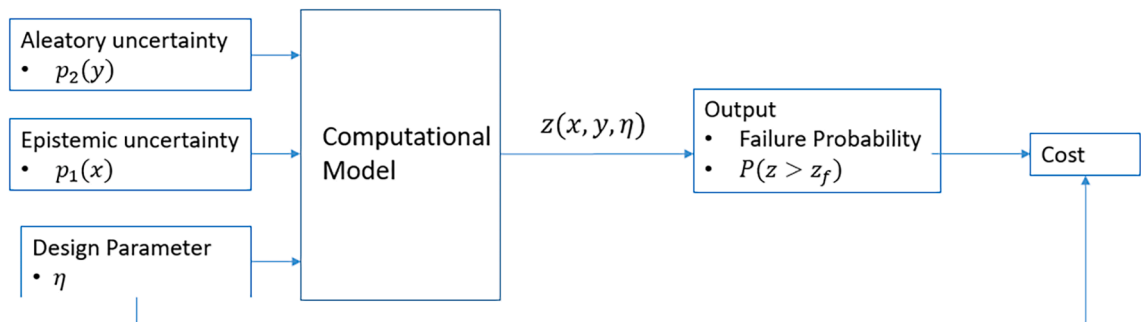 Aleatory uncertainty
• p₂(y)
Epistemic uncertainty
• p₁(x)
Design Parameter
• η
Computational
Model
z(x, y, η)
Output
• Failure Probability
• P(z > z_f)
Cost